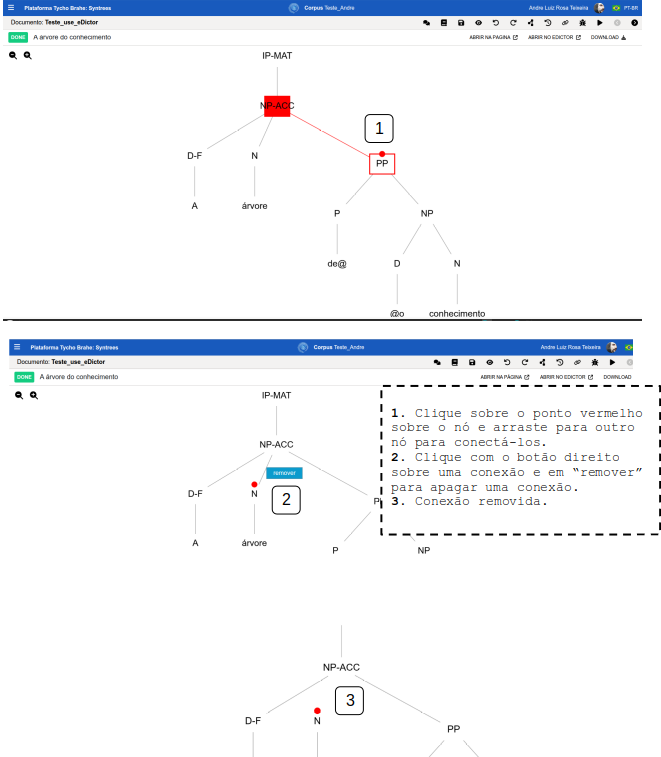 Plataforma Tycho Brahe: Syntrees
Corpus Teste_Andre
Andre Luiz Rosa Teixeira
PT-BR
Documento: Teste_use_eDictor
DONE A árvore do conhecimento
ABRIR NA PAGINA
ABRIR NO EDICTOR
DOWNLOAD
IP-MAT
NP-ACC
1
D-F
N
PP
A
árvore
P
NP
de@
D
N
@o
conhecimento
Plataforma Tycho Brahe: Syntrees
Corpus Teste_Andre
Andre Luiz Rosa Teixeira
Documento: Teste_use_eDictor
DONE A árvore do conhecimento
ABRIR NA PÁGINA
ABRIR NO EDICTOR
DOWNLOAD
IP-MAT
1. Clique sobre o ponto vermelho
sobre o nó e arraste para outro
nó para conectá-los.
2. Clique com o botão direito
sobre uma conexão e em “remover”
para apagar uma conexão.
3. Conexão removida.
NP-ACC
remover
D-F
N
2
P
A
árvore
P
NP
NP-ACC
3
D-F
N
PP